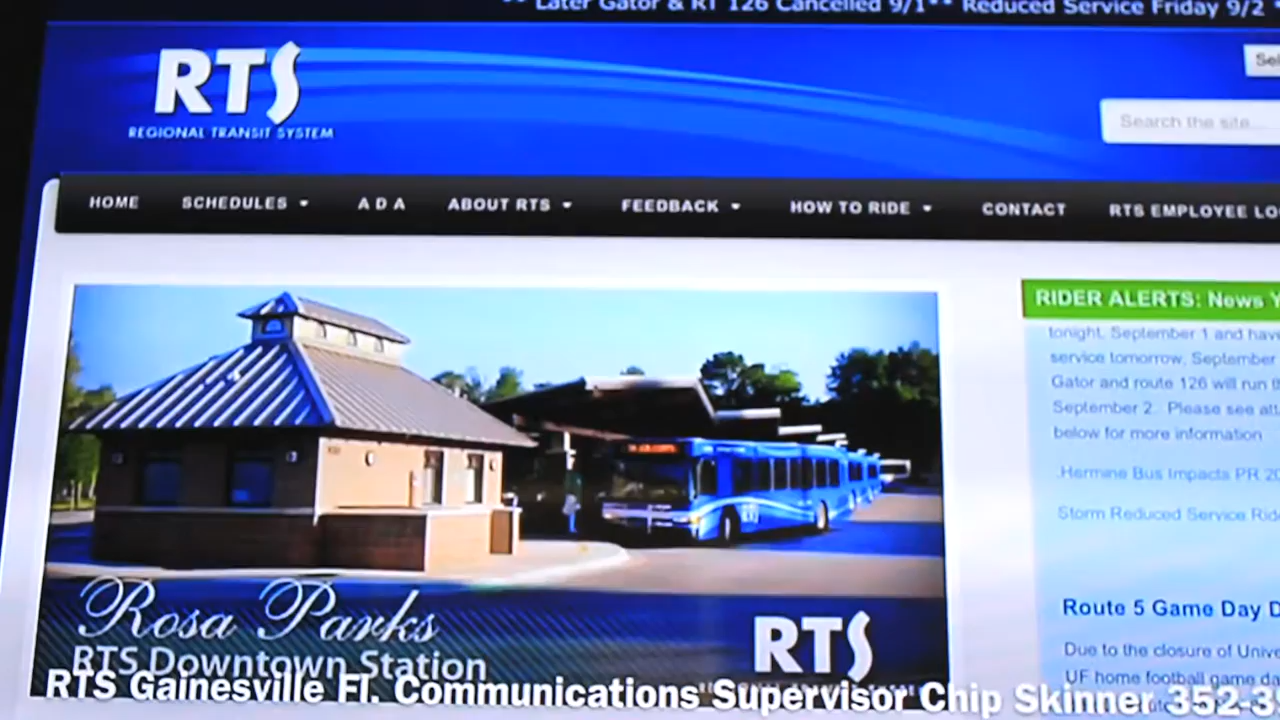 ** Later Gator & RT 126 Cancelled 9/1** Reduced Service Friday 9/2
RTS
REGIONAL TRANSIT SYSTEM
Search the site....
HOME SCHEDULES A D A ABOUT RTS FEEDBACK HOW TO RIDE CONTACT RTS EMPLOYEE LO
RIDER ALERTS: News Y
tonight, September 1 and have
service tomorrow, September
Gator and route 126 will run
September 2. Please see
below for more information
Hermine Bus Impacts PR 20
Storm Reduced Service
Route 5 Game Day D
Due to the closure of
UF home football game
Rosa Parks
RTS Downtown Station
RTS
RTS Gainesville Fl. Communications Supervisor Chip Skinner 352-3